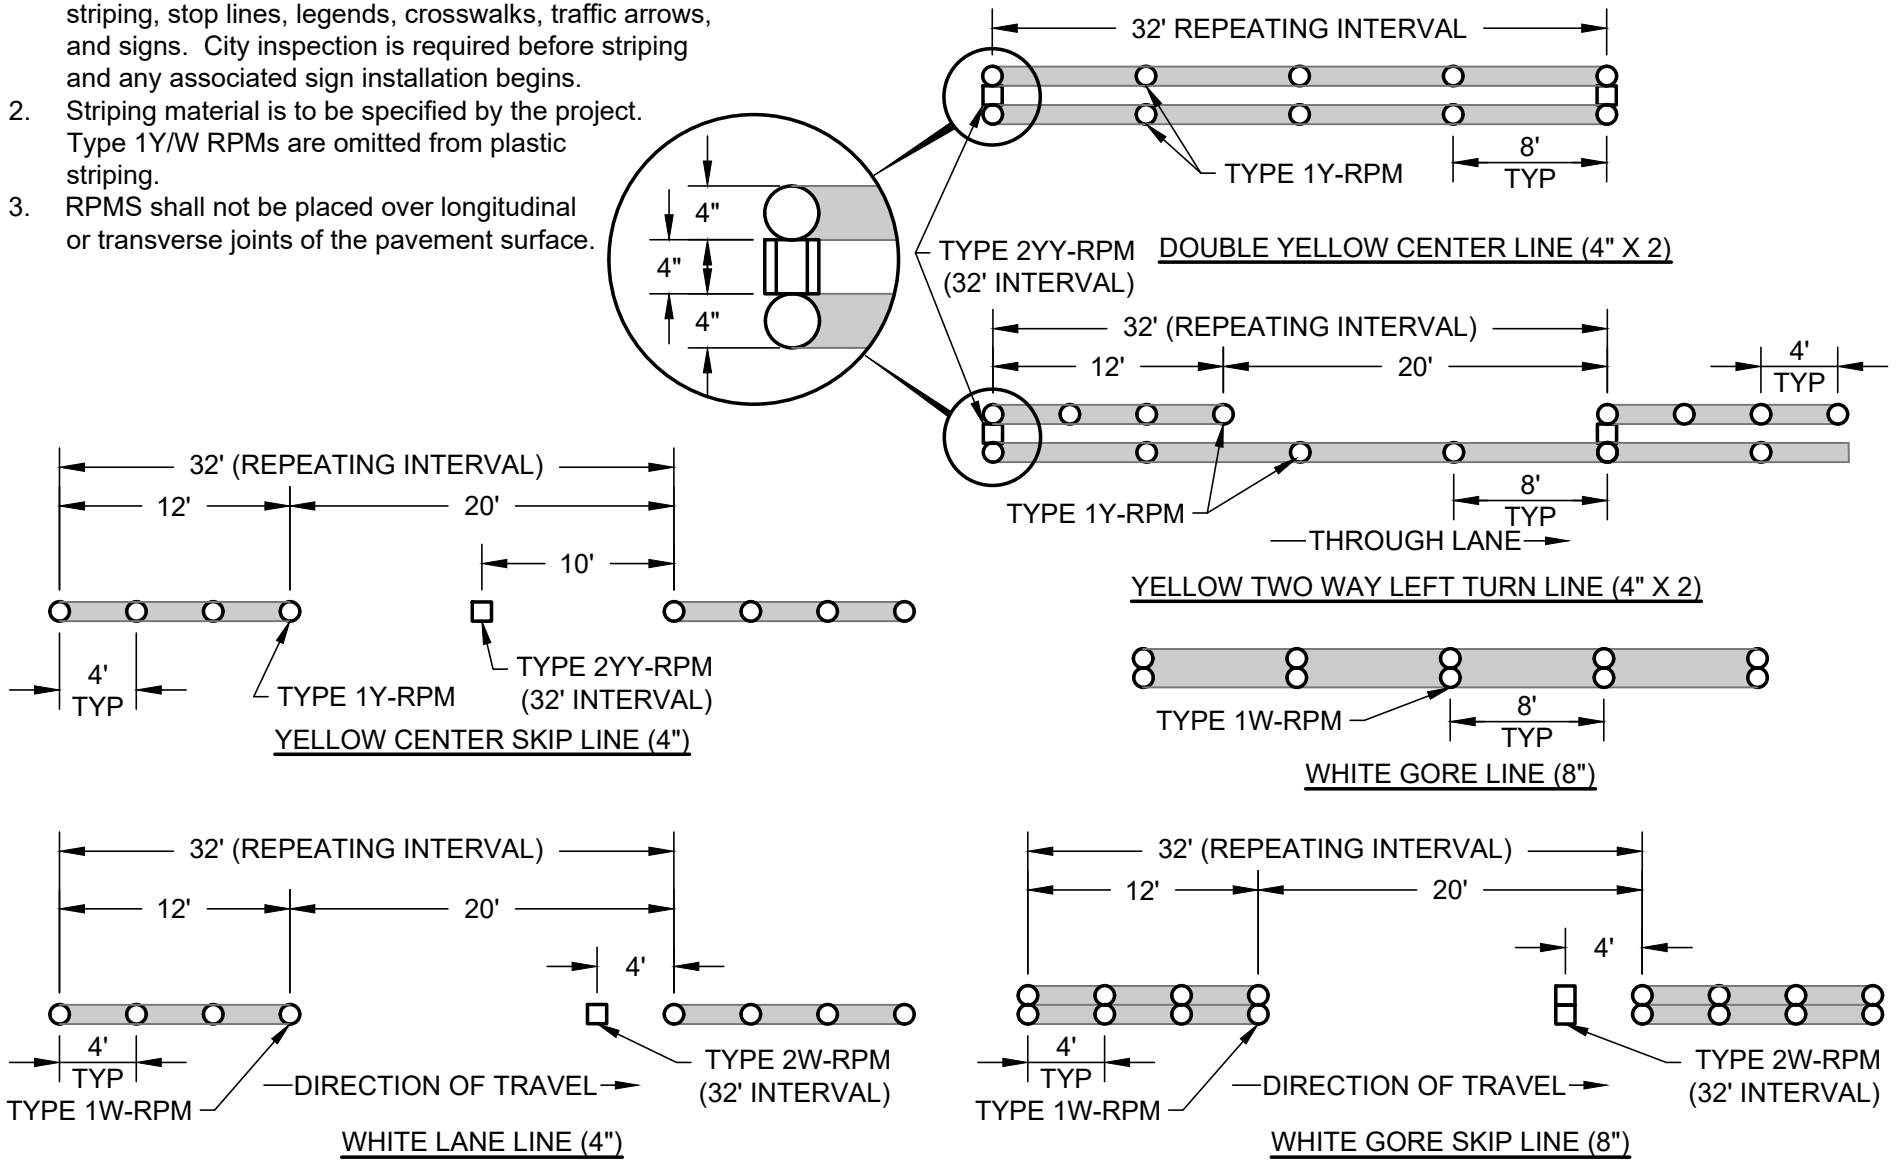 striping, stop lines, legends, crosswalks, traffic arrows,
and signs. City inspection is required before striping
and any associated sign installation begins.
2. Striping material is to be specified by the project.
Type 1Y/W RPMs are omitted from plastic
striping.
3. RPMS shall not be placed over longitudinal
or transverse joints of the pavement surface.
32' REPEATING INTERVAL
8'
TYP
TYPE 1Y-RPM
4"
4"
4"
TYPE 2YY-RPM
(32' INTERVAL)
DOUBLE YELLOW CENTER LINE (4" X 2)
32' (REPEATING INTERVAL)
12'
20'
4'
TYP
TYPE 1Y-RPM
8'
TYP
THROUGH LANE
YELLOW TWO WAY LEFT TURN LINE (4" X 2)
32' (REPEATING INTERVAL)
12'
20'
10'
4'
TYP
TYPE 1Y-RPM
TYPE 2YY-RPM
(32' INTERVAL)
YELLOW CENTER SKIP LINE (4")
TYPE 1W-RPM
8'
TYP
WHITE GORE LINE (8")
32' (REPEATING INTERVAL)
12'
20'
4'
4'
TYP
TYPE 1W-RPM
DIRECTION OF TRAVEL
TYPE 2W-RPM
(32' INTERVAL)
WHITE LANE LINE (4")
32' (REPEATING INTERVAL)
12'
20'
4'
4'
TYP
TYPE 1W-RPM
DIRECTION OF TRAVEL
TYPE 2W-RPM
(32' INTERVAL)
WHITE GORE SKIP LINE (8")